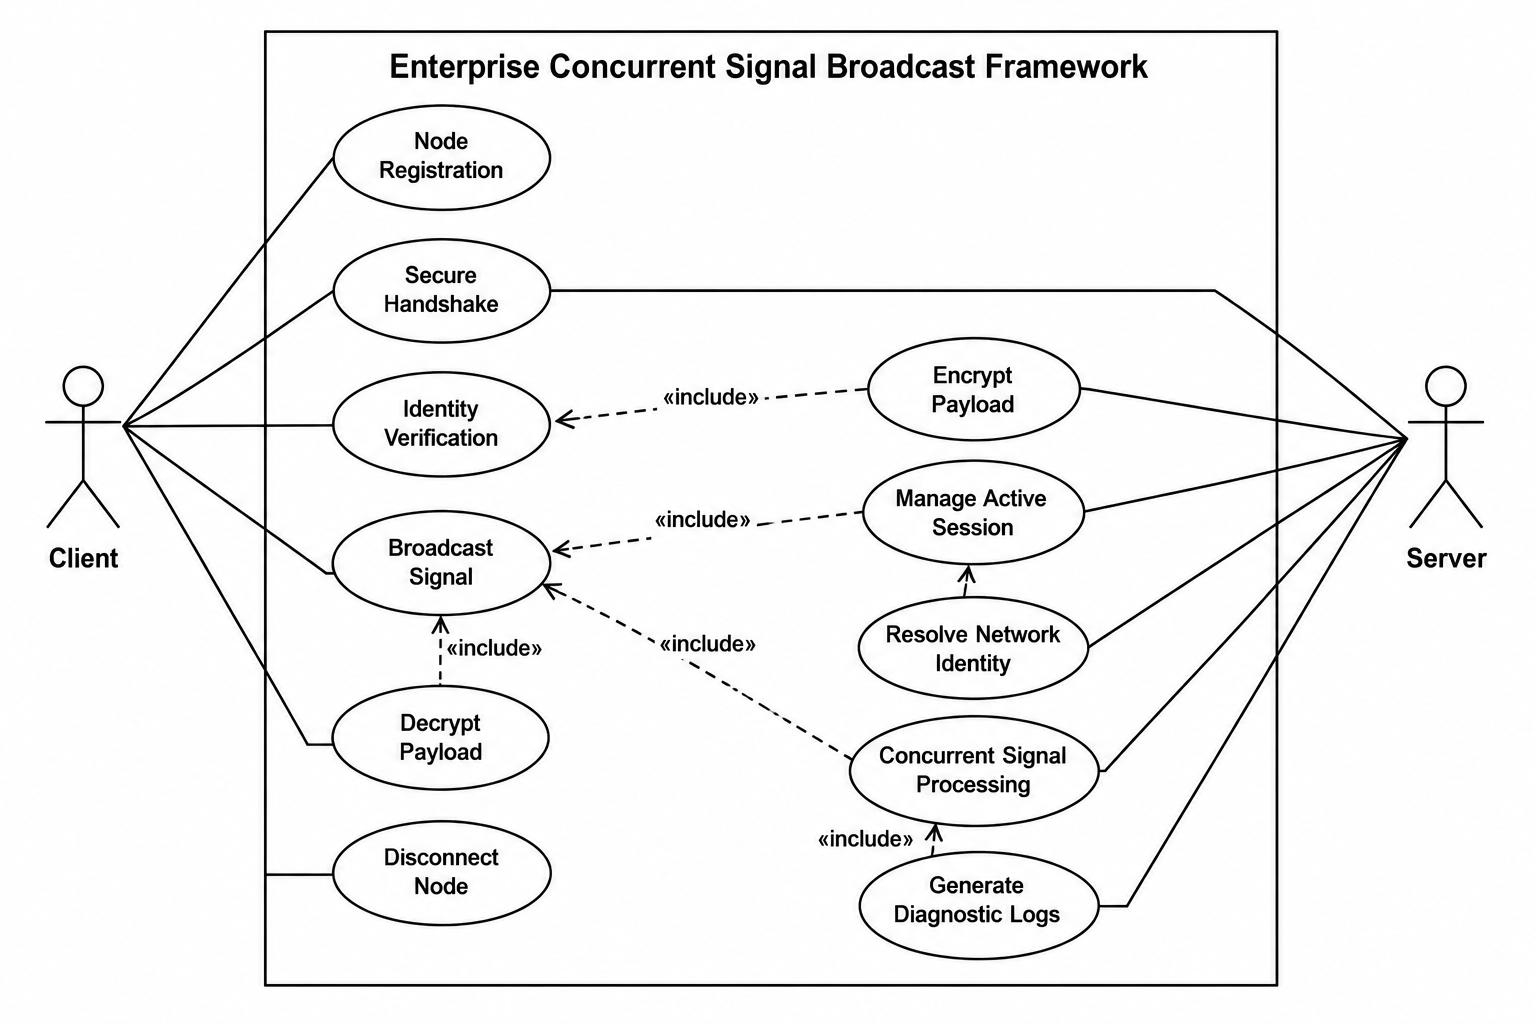 Enterprise Concurrent Signal Broadcast Framework
Node
Registration
Secure
Handshake
Identity
Verification
«include»
Encrypt
Payload
Broadcast
Signal
«include»
Manage Active
Session
Client
Server
«include»
«include»
Resolve Network
Identity
Decrypt
Payload
Concurrent Signal
Processing
«include»
Disconnect
Node
Generate
Diagnostic Logs